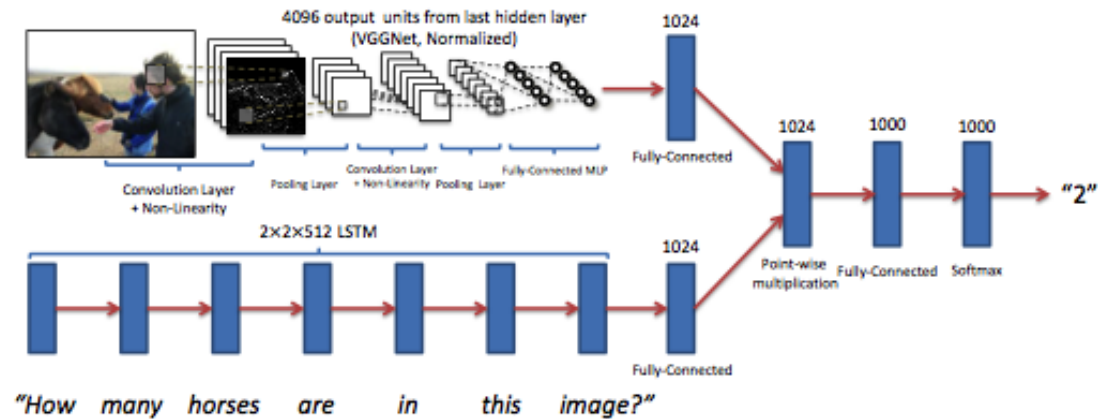 4096 output units from last hidden layer
(VGGNet, Normalized)
1024
Fully-Connected
Convolution Layer
+ Non-Linearity
Pooling Layer
Convolution Layer
+ Non-Linearity
Pooling Layer
Fully-Connected MLP
1024
Point-wise
multiplication
1000
Fully-Connected
1000
Softmax
“2”
2×2×512 LSTM
1024
Fully-Connected
“How many horses are in this image?”